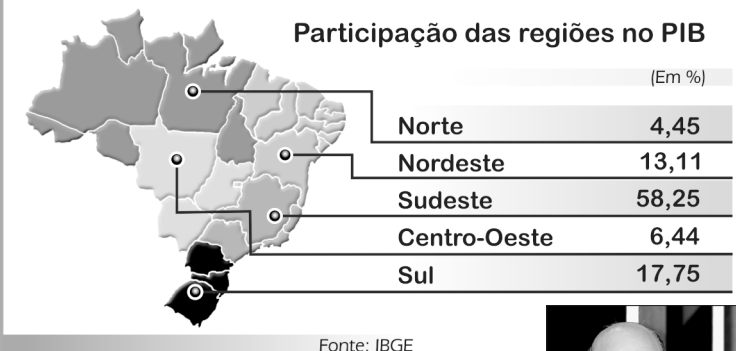 Participação das regiões no PIB
(Em %)
Norte 4,45
Nordeste 13,11
Sudeste 58,25
Centro-Oeste 6,44
Sul 17,75
Fonte: IBGE